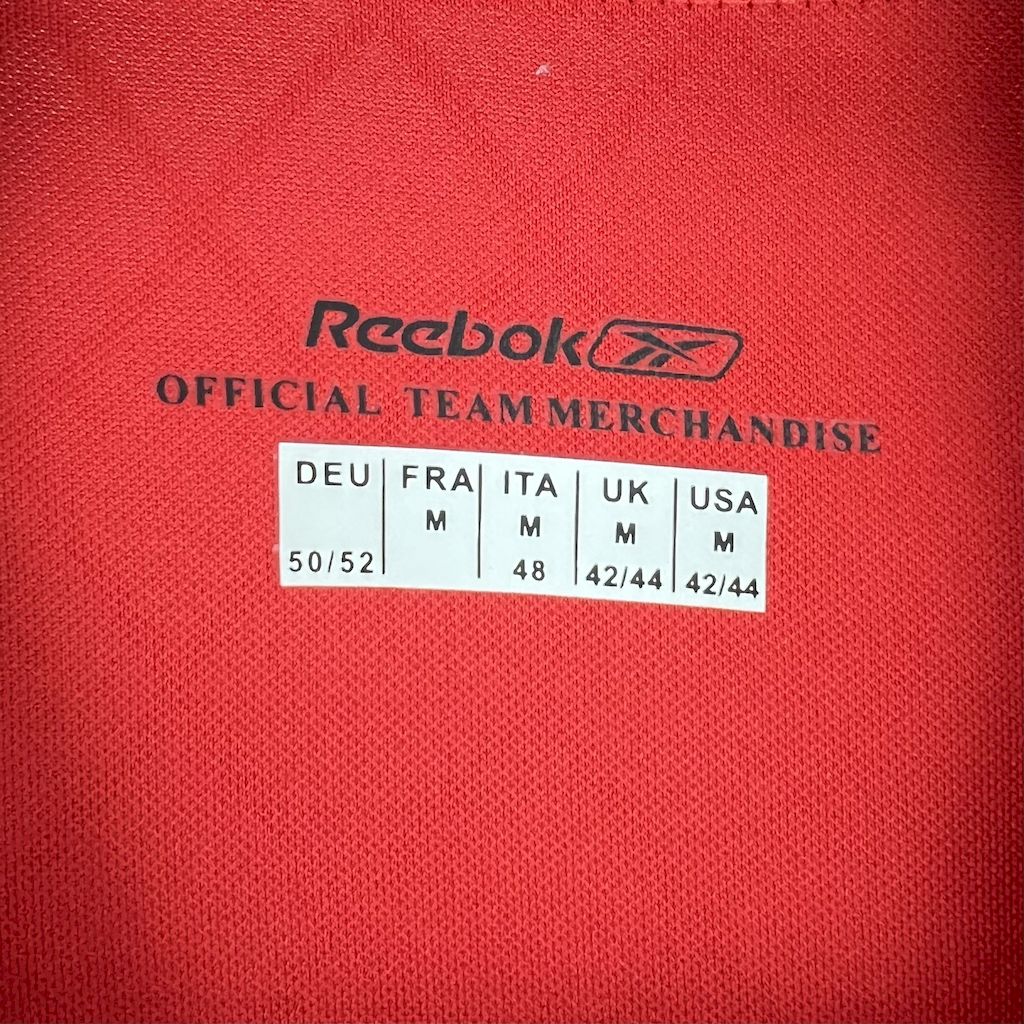 Reebok
OFFICIAL TEAM MERCHANDISE
DEU FRA ITA UK USA
M M M M
50/52 48 42/44 42/44